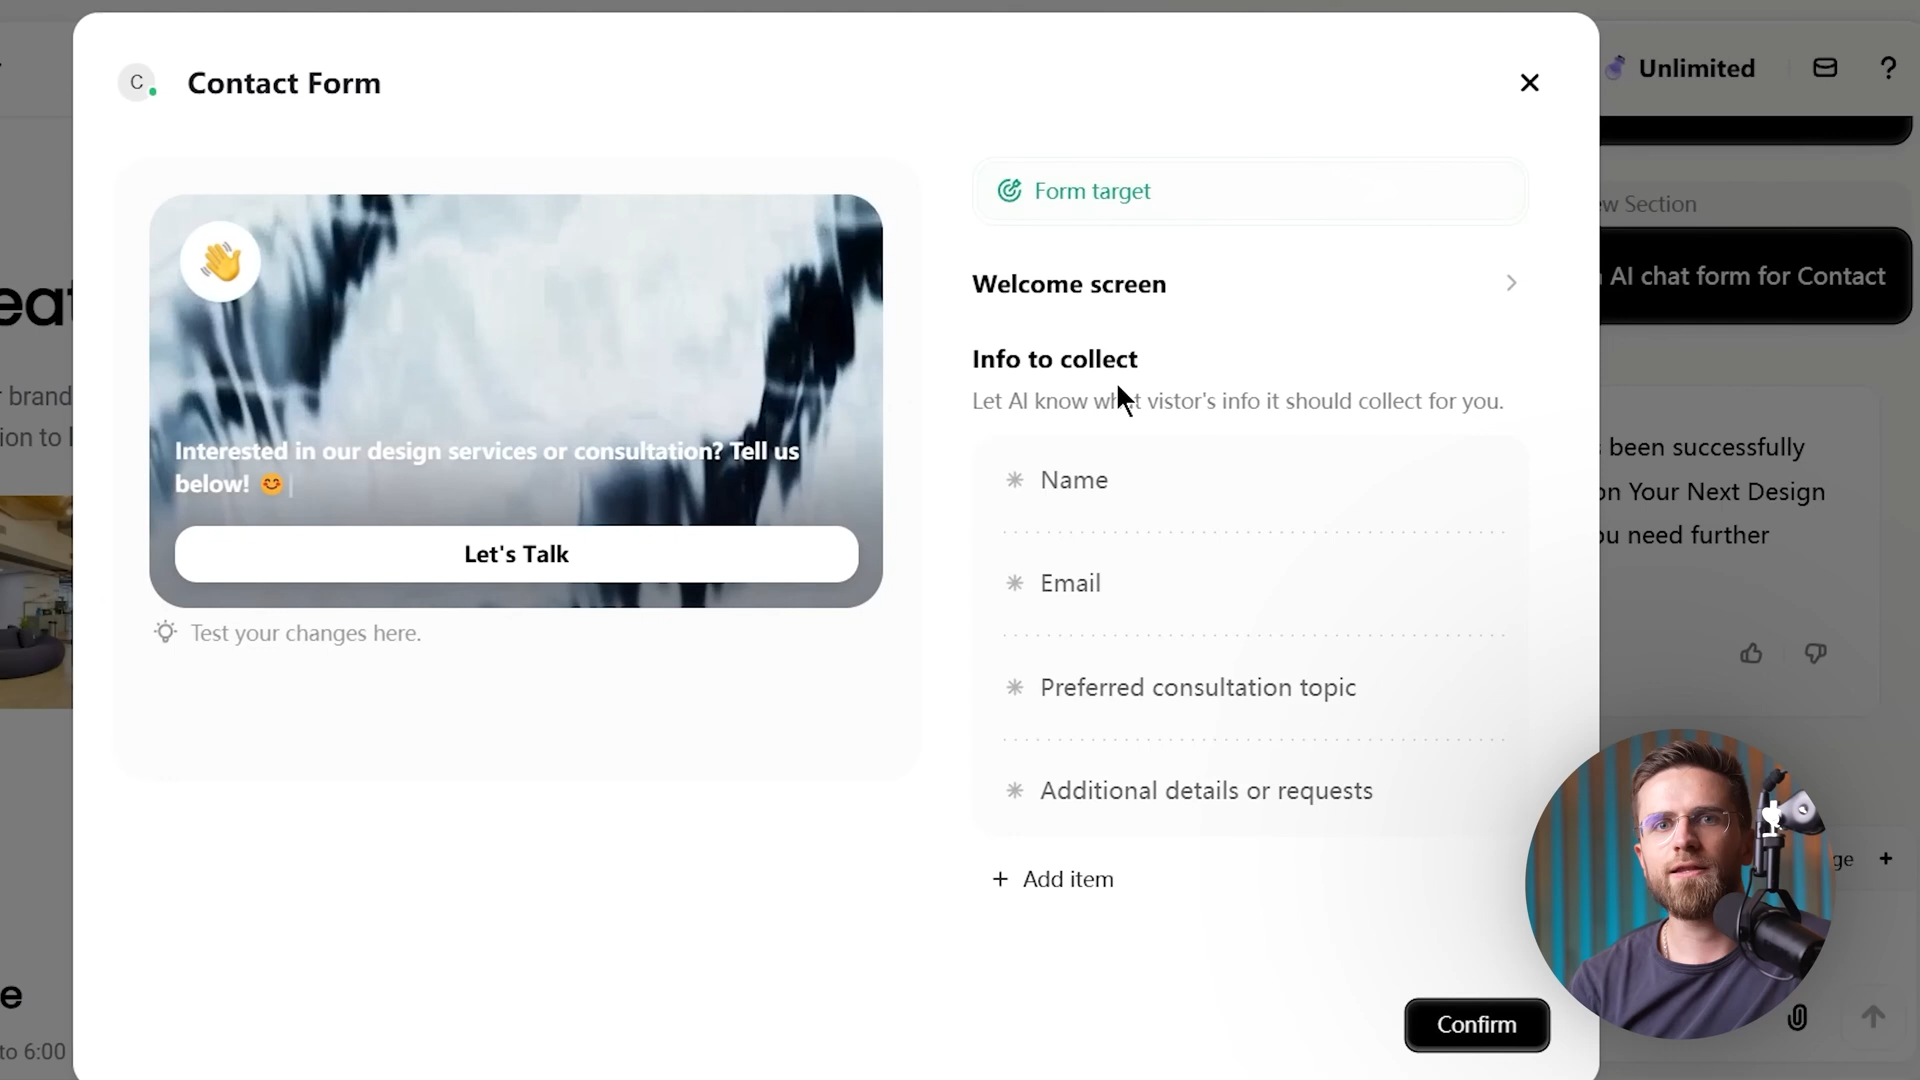 C
Contact Form
Unlimited
?
Form target
Welcome screen
Info to collect
Let AI know what vistor's info it should collect for you.
Name
Email
Preferred consultation topic
Additional details or requests
+ Add item
Confirm
Interested in our design services or consultation? Tell us
below! 😊
Let's Talk
Test your changes here.
eat
brand
ion to
e
to 6:00
ew Section
AI chat form for Contact
been successfully
on Your Next Design
ou need further
ge +